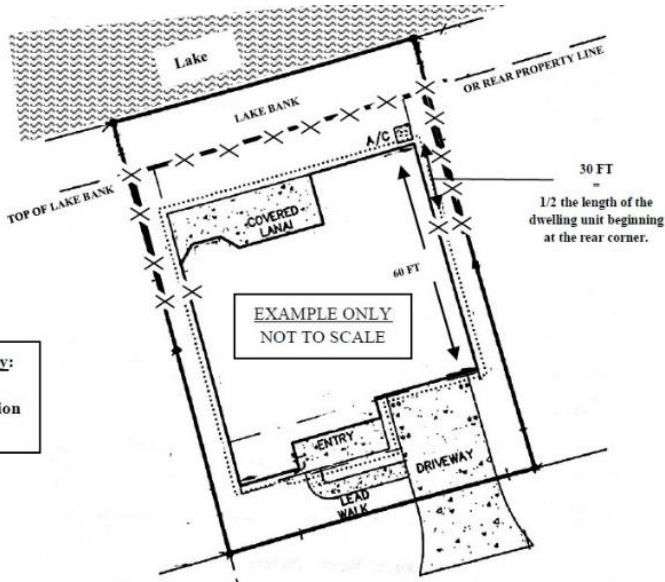 Lake
LAKE BANK
OR REAR PROPERTY LINE
A/C
TOP OF LAKE BANK
COVERED
LANAI
30 FT
=
1/2 the length of the
dwelling unit beginning
at the rear corner.
60 FT
EXAMPLE ONLY
NOT TO SCALE
ENTRY
DRIVEWAY
LEAD
WALK